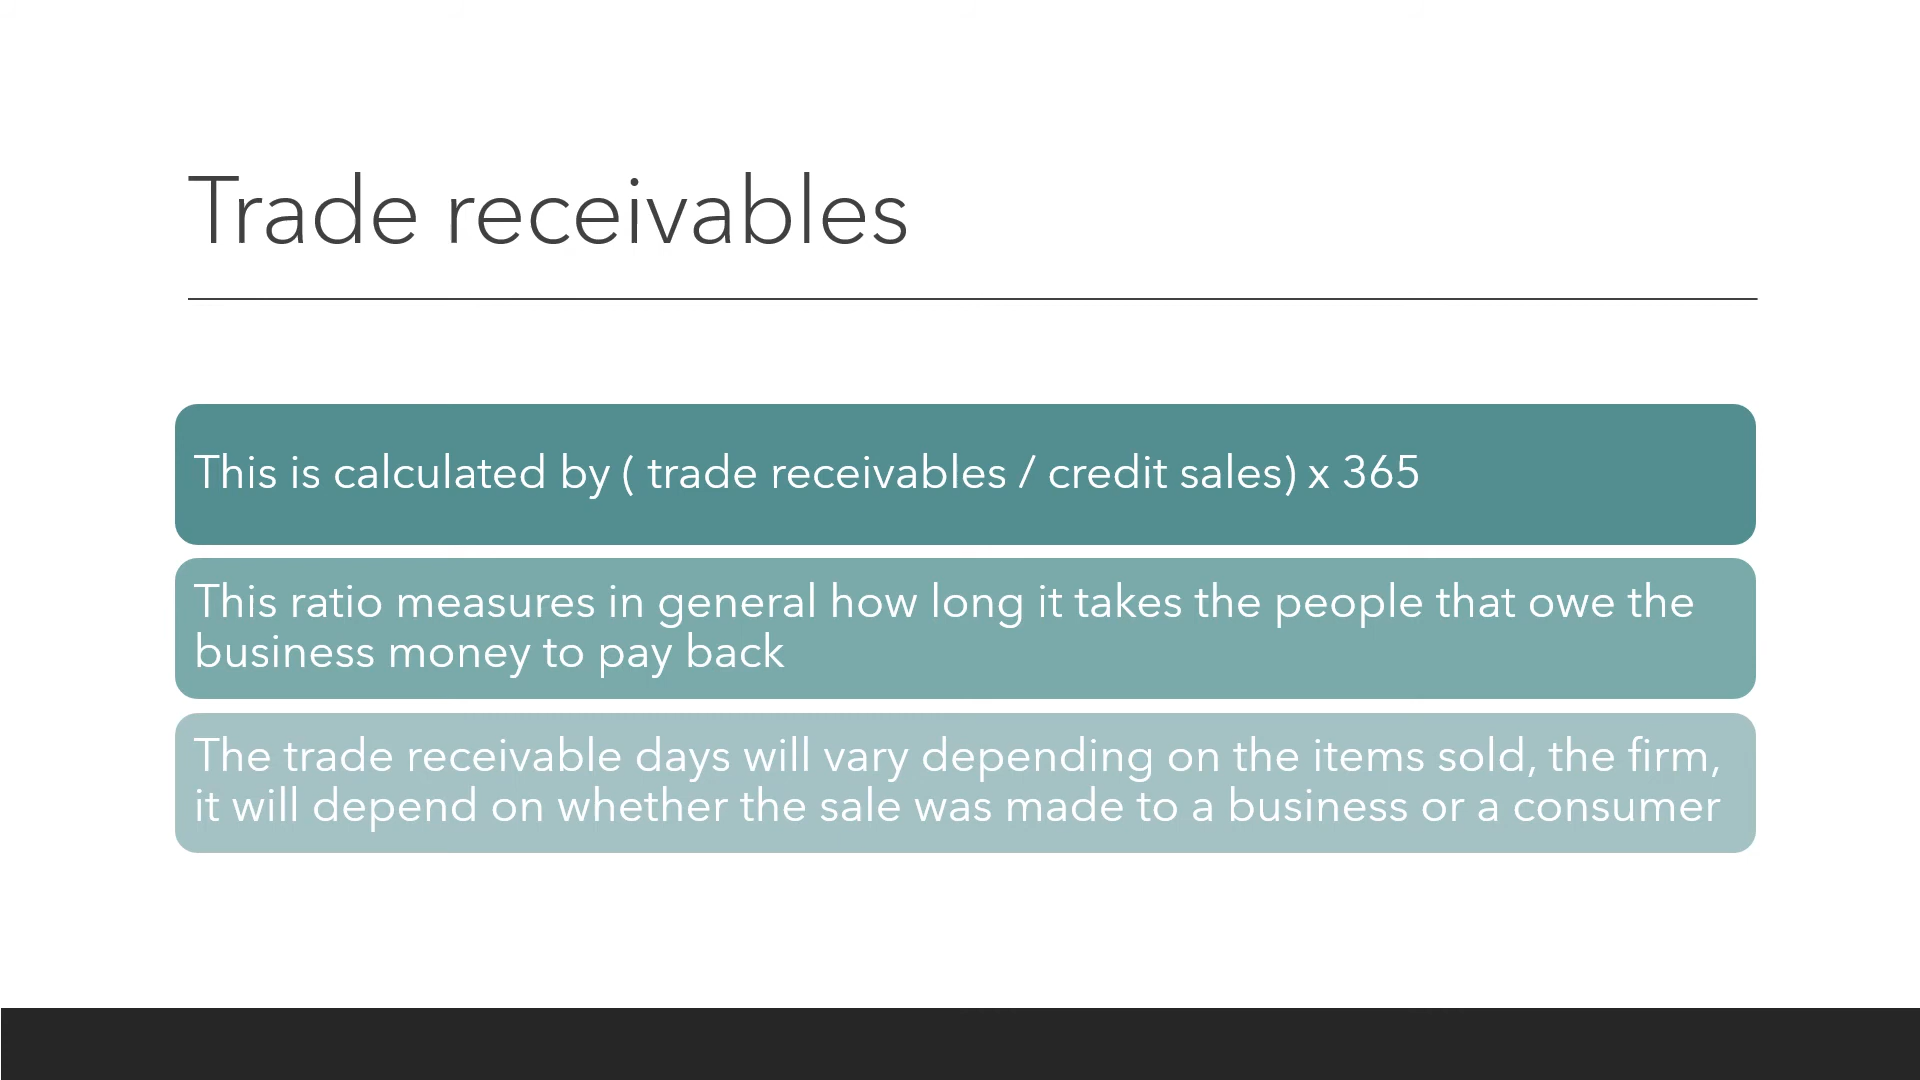 Trade receivables
This is calculated by ( trade receivables / credit sales) x 365
This ratio measures in general how long it takes the people that owe the
business money to pay back
The trade receivable days will vary depending on the items sold, the firm,
it will depend on whether the sale was made to a business or a consumer